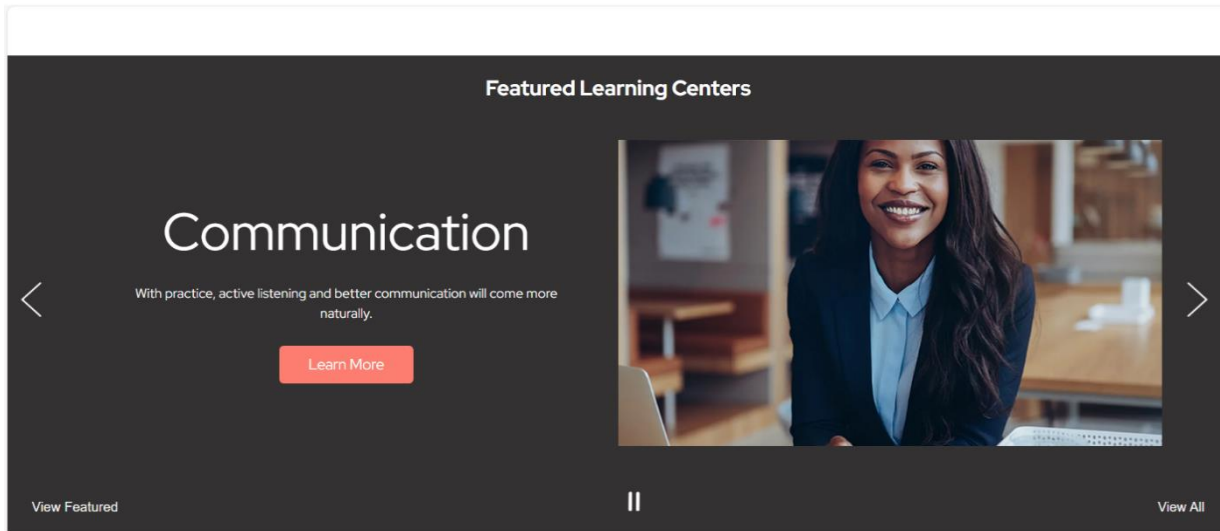 Featured Learning Centers
Communication
With practice, active listening and better communication will come more
naturally.
Learn More
View Featured
View All